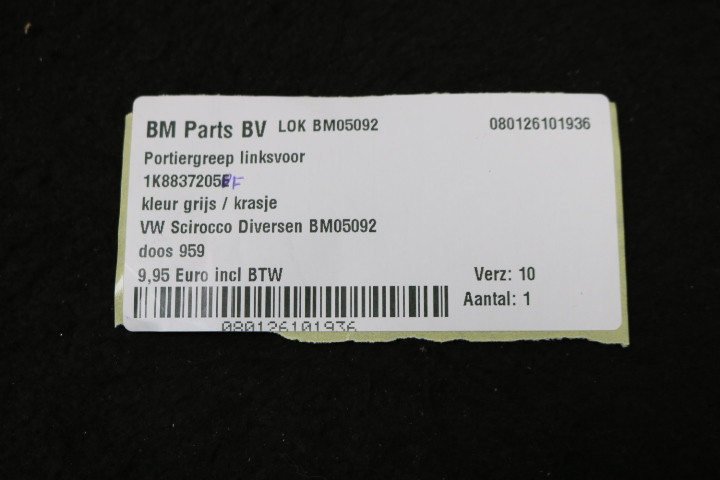 BM Parts BV LOK BM05092 080126101936
Portiergreep linksvoor
1K8837205F
kleur grijs / krasje
VW Scirocco Diversen BM05092
doos 959
9,95 Euro incl BTW Verz: 10
Aantal: 1
080126101936